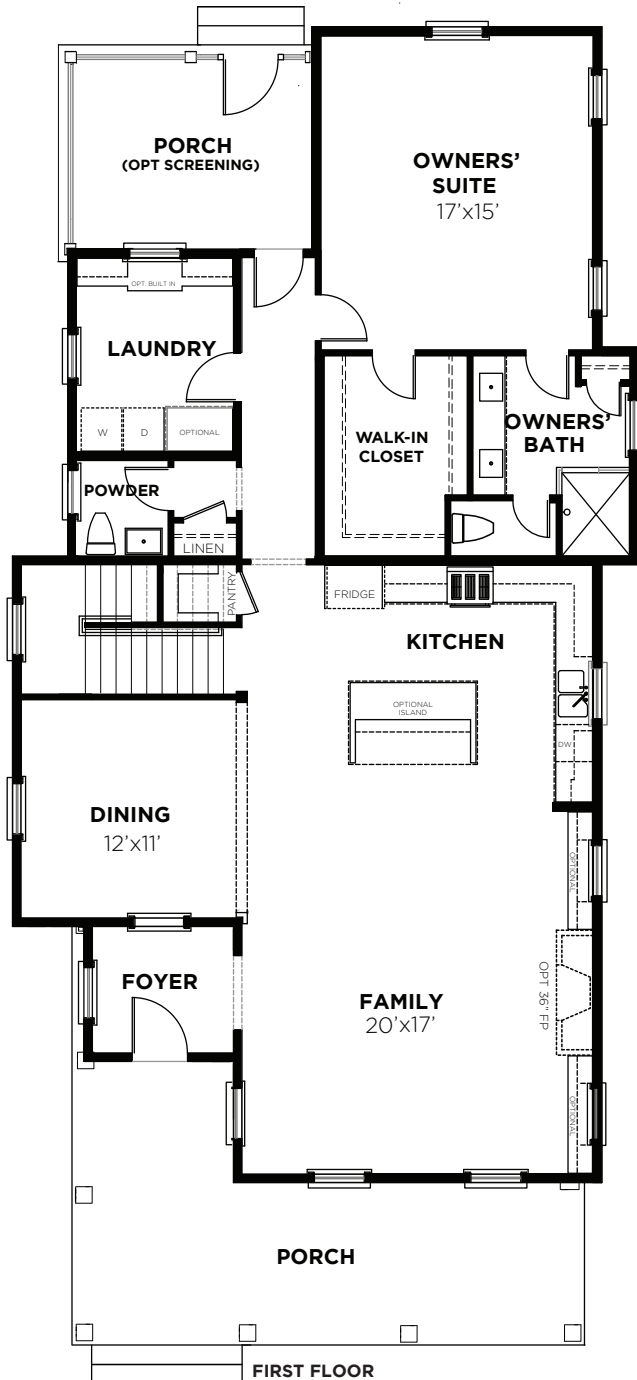 PORCH
(OPT SCREENING)
OWNERS’
SUITE
17’x15’
OPT. BUILT IN
LAUNDRY
W
D
OPTIONAL
WALK-IN
CLOSET
OWNERS’
BATH
POWDER
LINEN
PANTRY
FRIDGE
KITCHEN
OPTIONAL
ISLAND
DW
DINING
12’x11’
OPTIONAL
FOYER
OPT 36" FP
FAMILY
20’x17’
OPTIONAL
PORCH
FIRST FLOOR